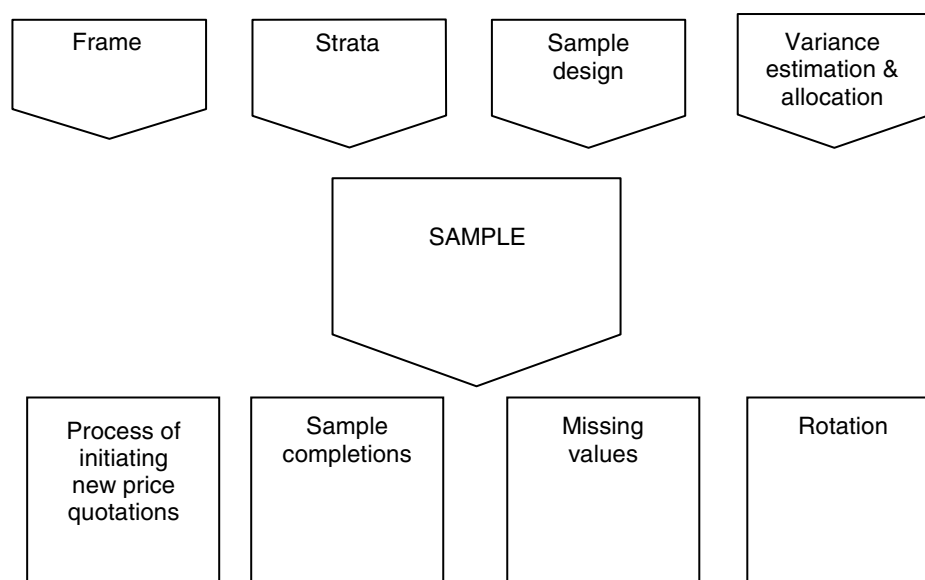 Frame
Strata
Sample
design
Variance
estimation &
allocation
SAMPLE
Process of
initiating
new price
quotations
Sample
completions
Missing
values
Rotation